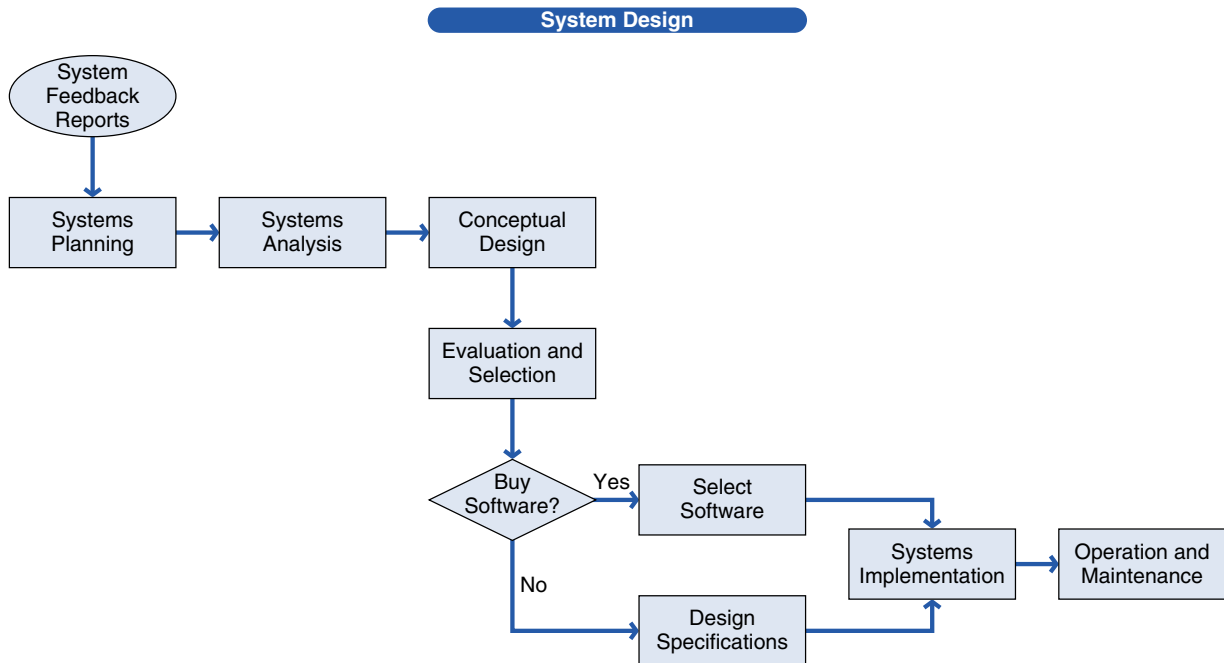 System Design
System
Feedback
Reports
Systems
Planning
Systems
Analysis
Conceptual
Design
Evaluation and
Selection
Buy
Software?
Yes
No
Select
Software
Design
Specifications
Systems
Implementation
Operation and
Maintenance